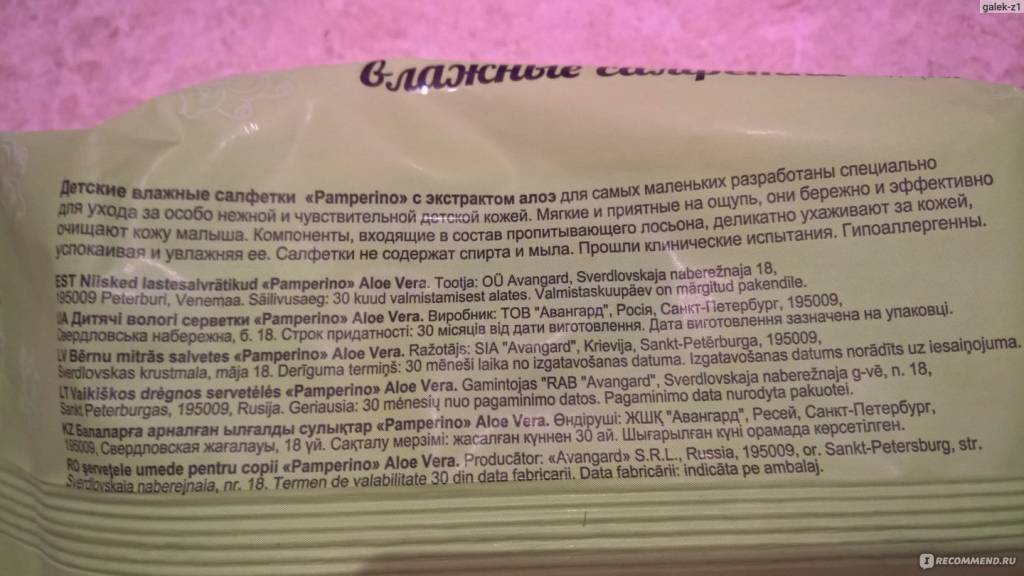 galek-z1
влажные салфетки
Детские влажные салфетки «Pamperino» с экстрактом алоэ для самых маленьких разработаны специально
для ухода за особо нежной и чувствительной детской кожей. Мягкие и приятные на ощупь, они бережно и эффективно
очищают кожу малыша. Компоненты, входящие в состав пропитывающего лосьона, деликатно ухаживают за кожей,
успокаивая и увлажняя ее. Салфетки не содержат спирта и мыла. Прошли клинические испытания. Гипоаллергенны.
EST Niisked lastesalvrätikud «Pamperino» Aloe Vera. Tootja: OÜ Avangard, Sverdlovskaja naberežnaja 18,
195009 Peterburi, Venemaa. Säilivusaeg: 30 kuud valmistamisest alates. Valmistaskuupäev on märgitud pakendile.
UA Дитячі вологі серветки «Pamperino» Aloe Vera. Виробник: ТОВ "Авангард", Росія, Санкт-Петербург, 195009,
Свердловська набережна, б. 18. Строк придатності: 30 місяців від дати виготовлення. Дата виготовлення зазначена на упаковці.
LV Bērnu mitrās salvetes «Pamperino» Aloe Vera. Ražotājs: SIA "Avangard", Krievija, Sankt-Petērburga, 195009,
Sverdlovskas krustmala, māja 18. Derīguma termiņš: 30 mēneši laika no izgatavošanas datuma. Izgatavošanas datums norādīts uz iesaiņojuma.
LT Vaikiškos drėgnos servetėlės «Pamperino» Aloe Vera. Gamintojas "RAB "Avangard", Sverdlovskaja naberežnaja g-vė, n. 18,
Sankt Peterburgas, 195009, Rusija. Geriausia: 30 mėnesių nuo pagaminimo datos. Pagaminimo data nurodyta pakuotei.
KZ Балаларға арналған ылғалды сулықтар «Pamperino» Aloe Vera. Өндіруші: ЖШҚ "Авангард", Ресей, Санкт-Петербург,
195009, Свердловская жағалауы, 18 үй. Сақталу мерзімі: жасалған күннен 30 ай. Шығарылған күні орамада көрсетілген.
RO şerveţele umede pentru copii «Pamperino» Aloe Vera. Producător: «Avangard» S.R.L., Russia, 195009, or. Sankt-Petersburg, str.
Sverdlovskaia naberejnaia, nr. 18. Termen de valabilitate 30 din data fabricarii. Data fabricării: indicăta pe ambalaj.
IRECOMMEND.RU